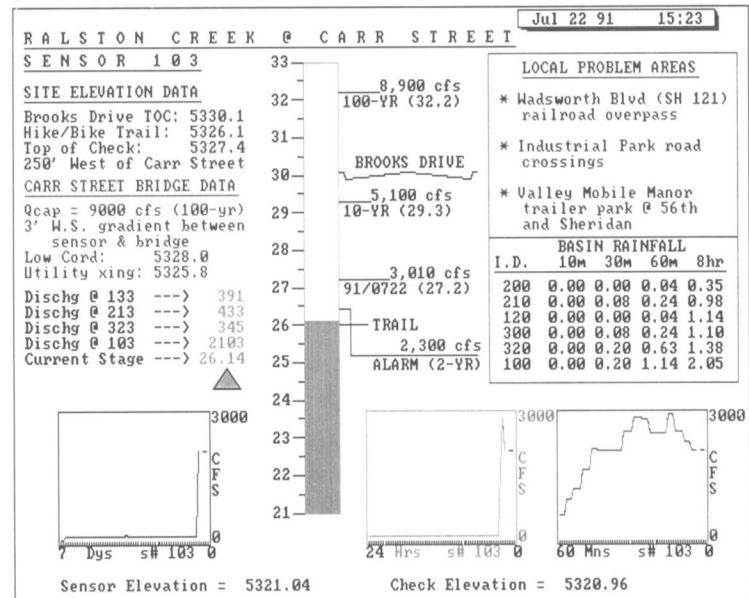 Jul 22 91 15:23
RALSTON CREEK @ CARR STREET
SENSOR 103
SITE ELEVATION DATA
Brooks Drive TOC: 5330.1
Hike/Bike Trail: 5326.1
Top of Check: 5327.4
250' West of Carr Street
CARR STREET BRIDGE DATA
Qcap = 9000 cfs (100-yr)
3' W.S. gradient between
sensor & bridge
Low Cord: 5328.0
Utility xing: 5325.8
Dischg @ 133 ---> 391
Dischg @ 213 ---> 433
Dischg @ 323 ---> 345
Dischg @ 103 ---> 2103
Current Stage ---> 26.14
33
32
31
30
29
28
27
26
25
24
23
22
21
8,900 cfs
100-YR (32.2)
BROOKS DRIVE
5,100 cfs
10-YR (29.3)
3,010 cfs
91/0722 (27.2)
TRAIL
2,300 cfs
ALARM (2-YR)
LOCAL PROBLEM AREAS
* Wadsworth Blvd (SH 121)
railroad overpass
* Industrial Park road
crossings
* Valley Mobile Manor
trailer park @ 56th
and Sheridan
BASIN RAINFALL
I.D. 10m 30m 60m 8hr
200 0.00 0.00 0.04 0.35
210 0.00 0.08 0.24 0.98
120 0.00 0.00 0.04 1.14
300 0.00 0.08 0.24 1.10
320 0.00 0.20 0.63 1.38
100 0.00 0.20 1.14 2.05
3000
CFS
0
7 Dys s# 103 0
3000
CFS
0
24 Hrs s# 103 0
3000
CFS
0
60 Mns s# 103 0
Sensor Elevation = 5321.04 Check Elevation = 5320.96